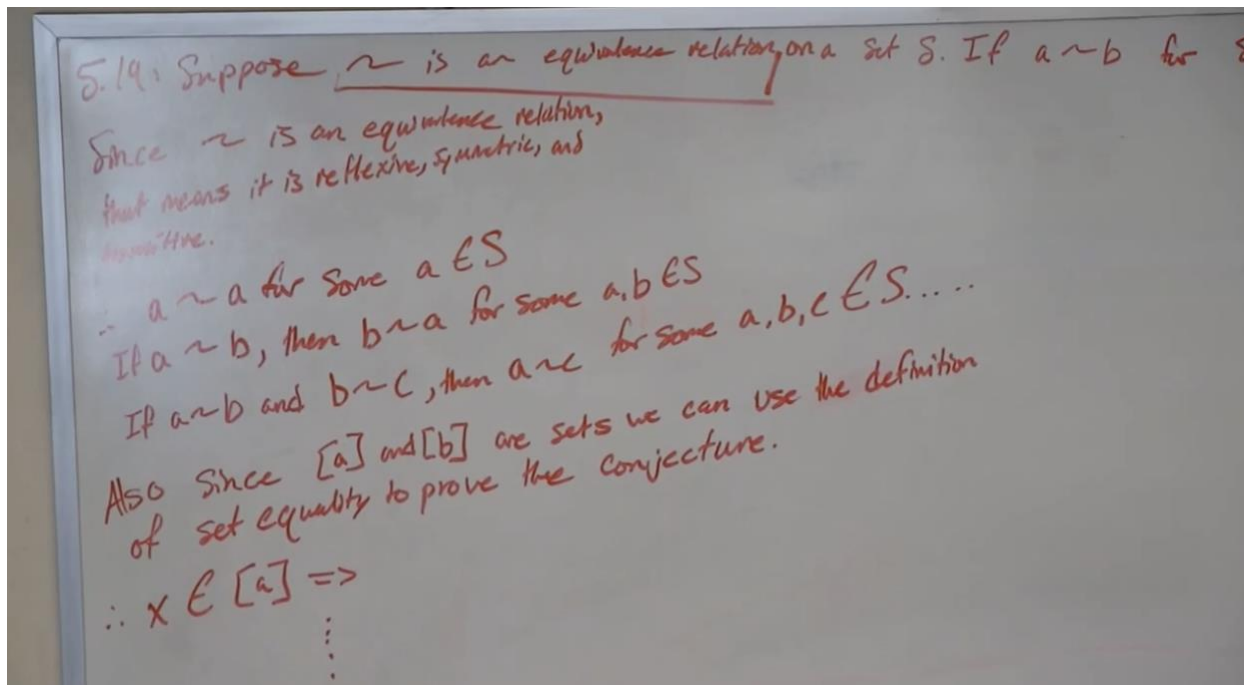 5.19: Suppose ~ is an equivalence relation, on a set S. If a ~ b for
Since ~ is an equivalence relation,
that means it is reflexive, symmetric, and
transitive.
∴ a ~ a for some a ∈ S
If a ~ b, then b ~ a for some a, b ∈ S
If a ~ b and b ~ c, then a ~ c for some a, b, c ∈ S.....
Also since [a] and [b] are sets we can use the definition
of set equality to prove the conjecture.
∴ x ∈ [a] =>